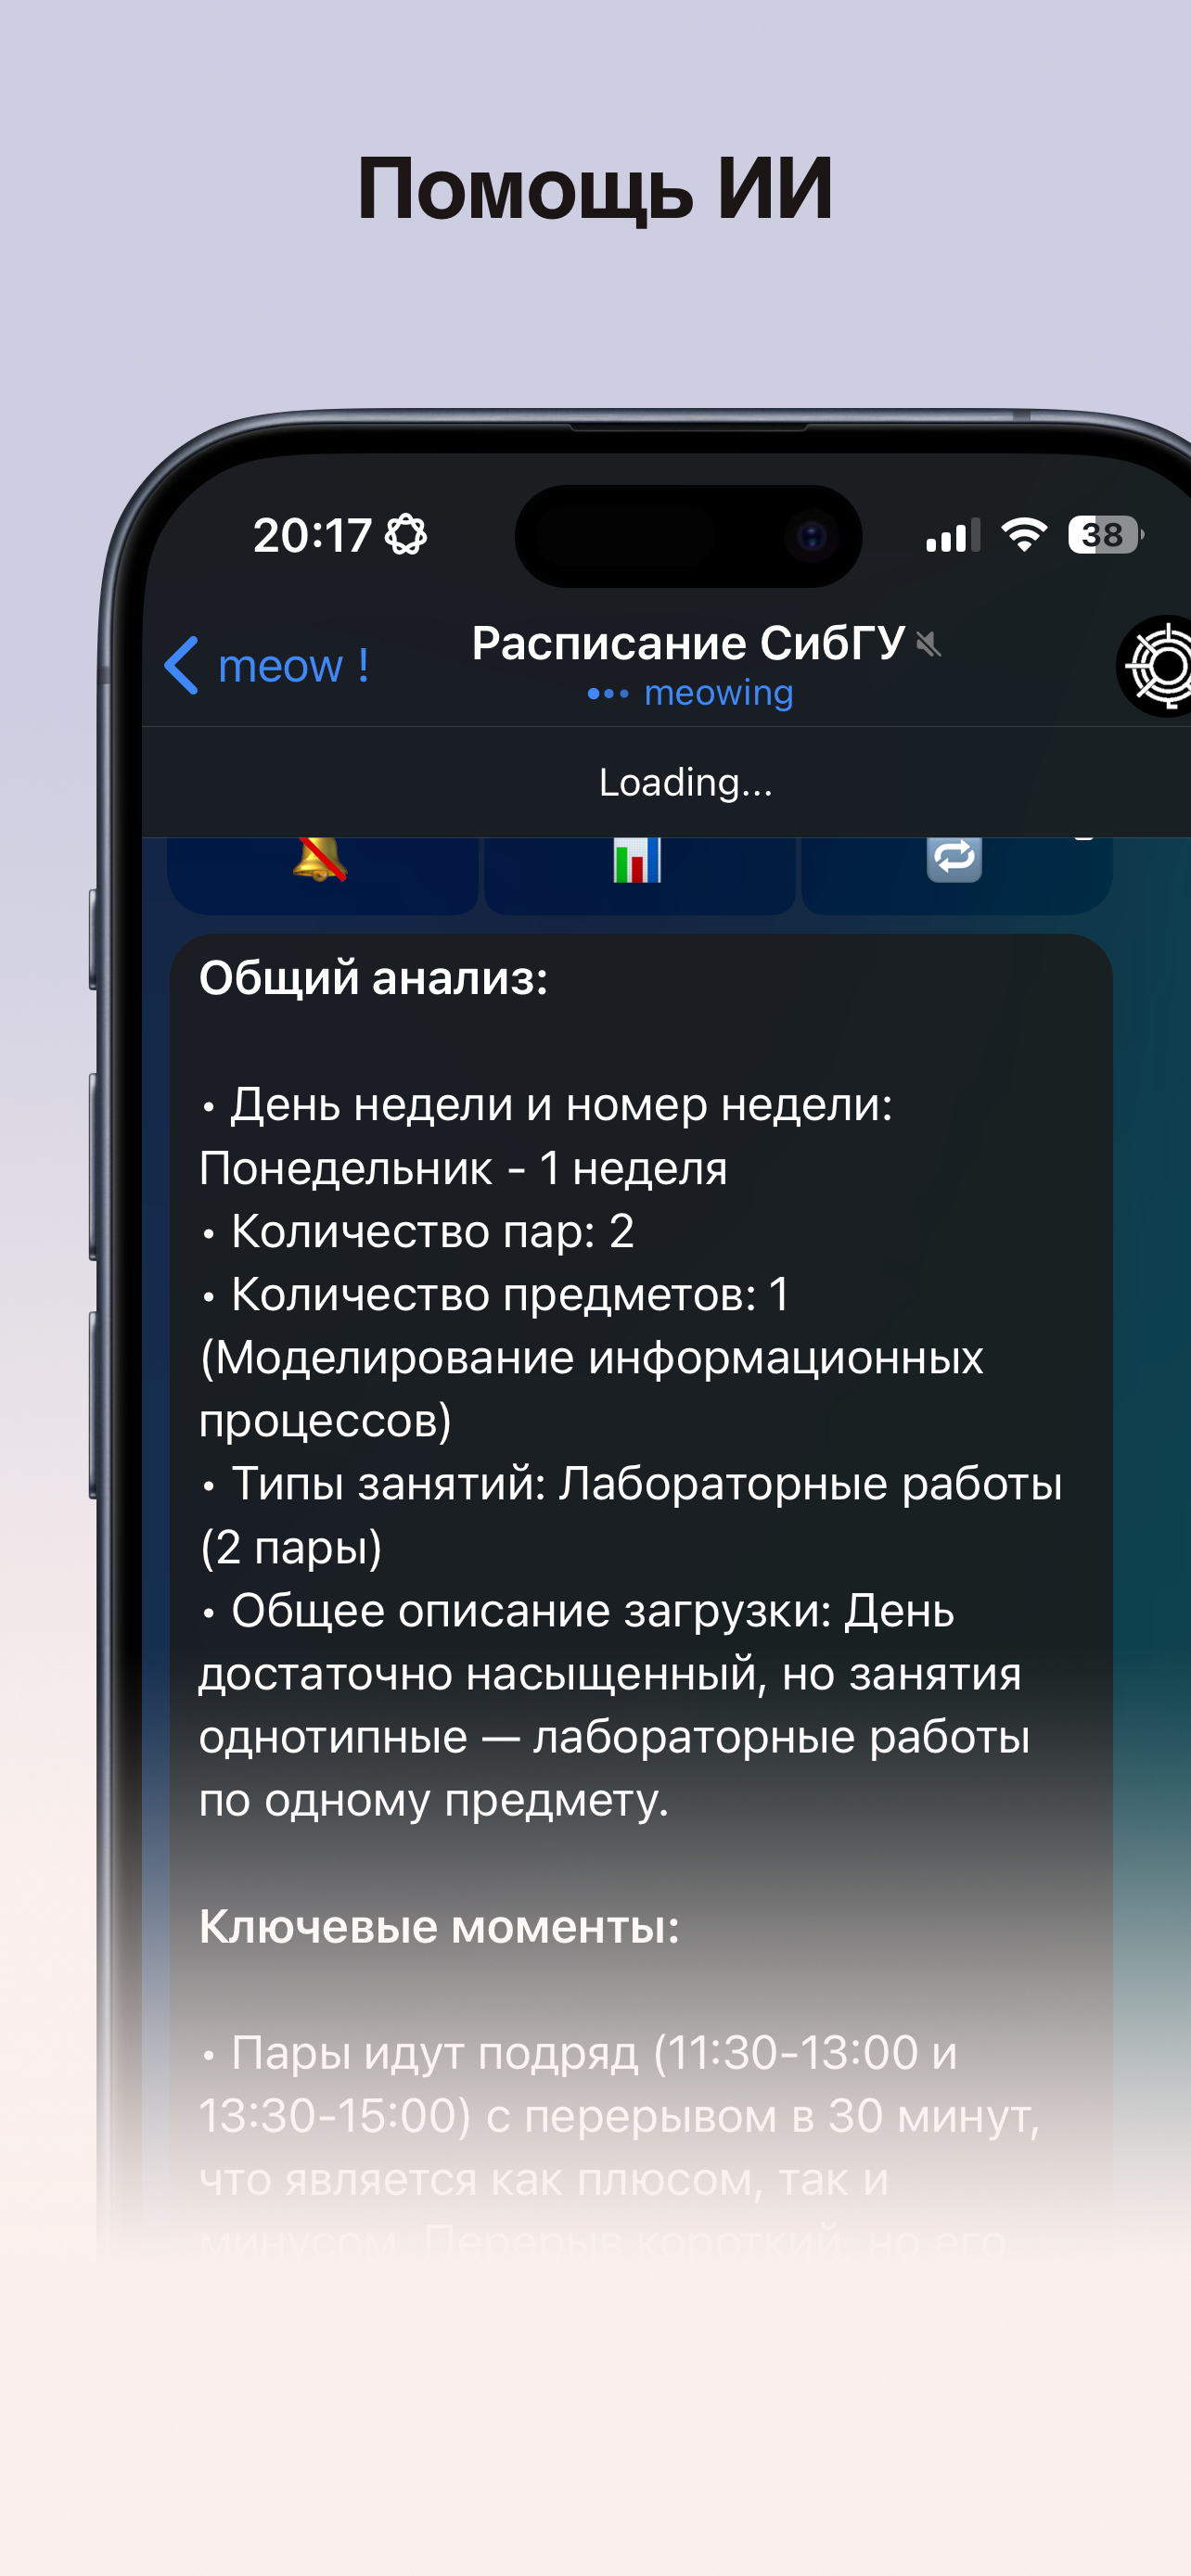 Помощь ИИ
20:17
38
meow !
Расписание СибГУ
meowing
Loading...
Общий анализ:
• День недели и номер недели:
Понедельник - 1 неделя
• Количество пар: 2
• Количество предметов: 1
(Моделирование информационных
процессов)
• Типы занятий: Лабораторные работы
(2 пары)
• Общее описание загрузки: День
достаточно насыщенный, но занятия
однотипные — лабораторные работы
по одному предмету.
Ключевые моменты:
• Пары идут подряд (11:30-13:00 и
13:30-15:00) с перерывом в 30 минут,
что является как плюсом, так и
минусом. Перерыв короткий, но его